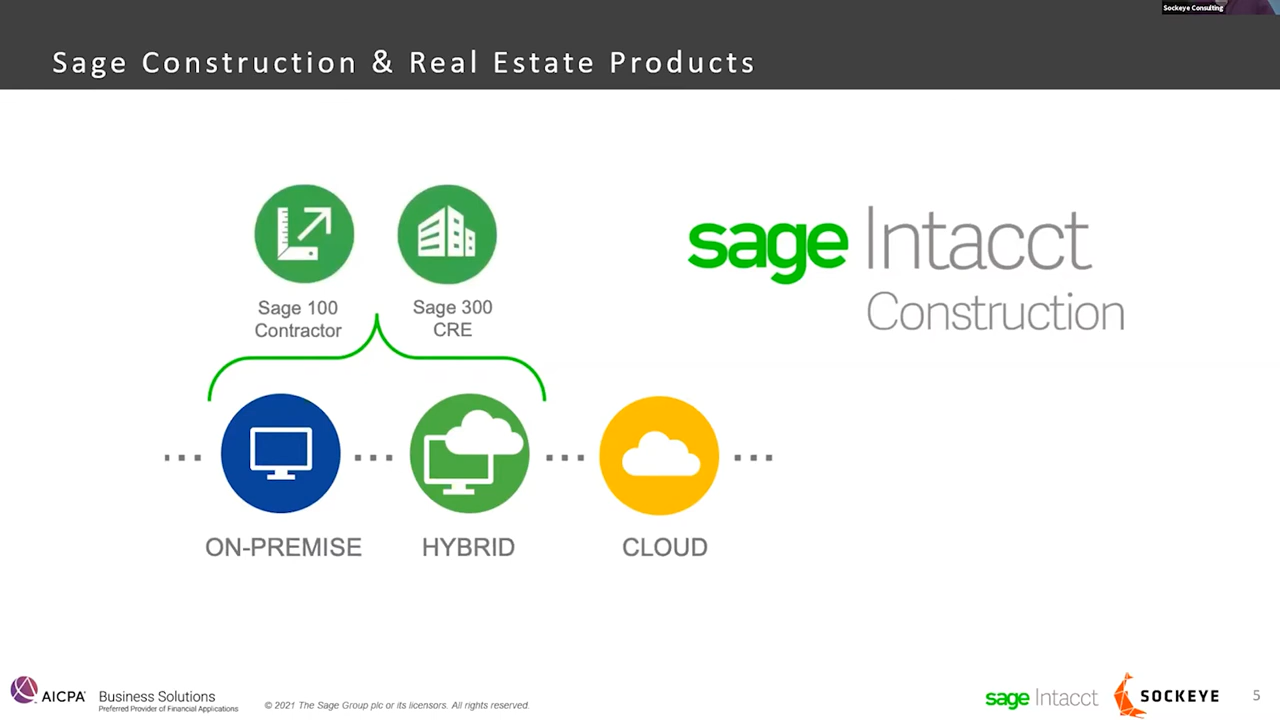 Sockeye Consulting
Sage Construction & Real Estate Products
Sage 100
Contractor
Sage 300
CRE
sage Intacct
Construction
ON-PREMISE
HYBRID
CLOUD
AICPA
Business Solutions
Preferred Provider of Financial Applications
© 2021 The Sage Group plc or its licensors. All rights reserved.
sage Intacct
SOCKEYE
5